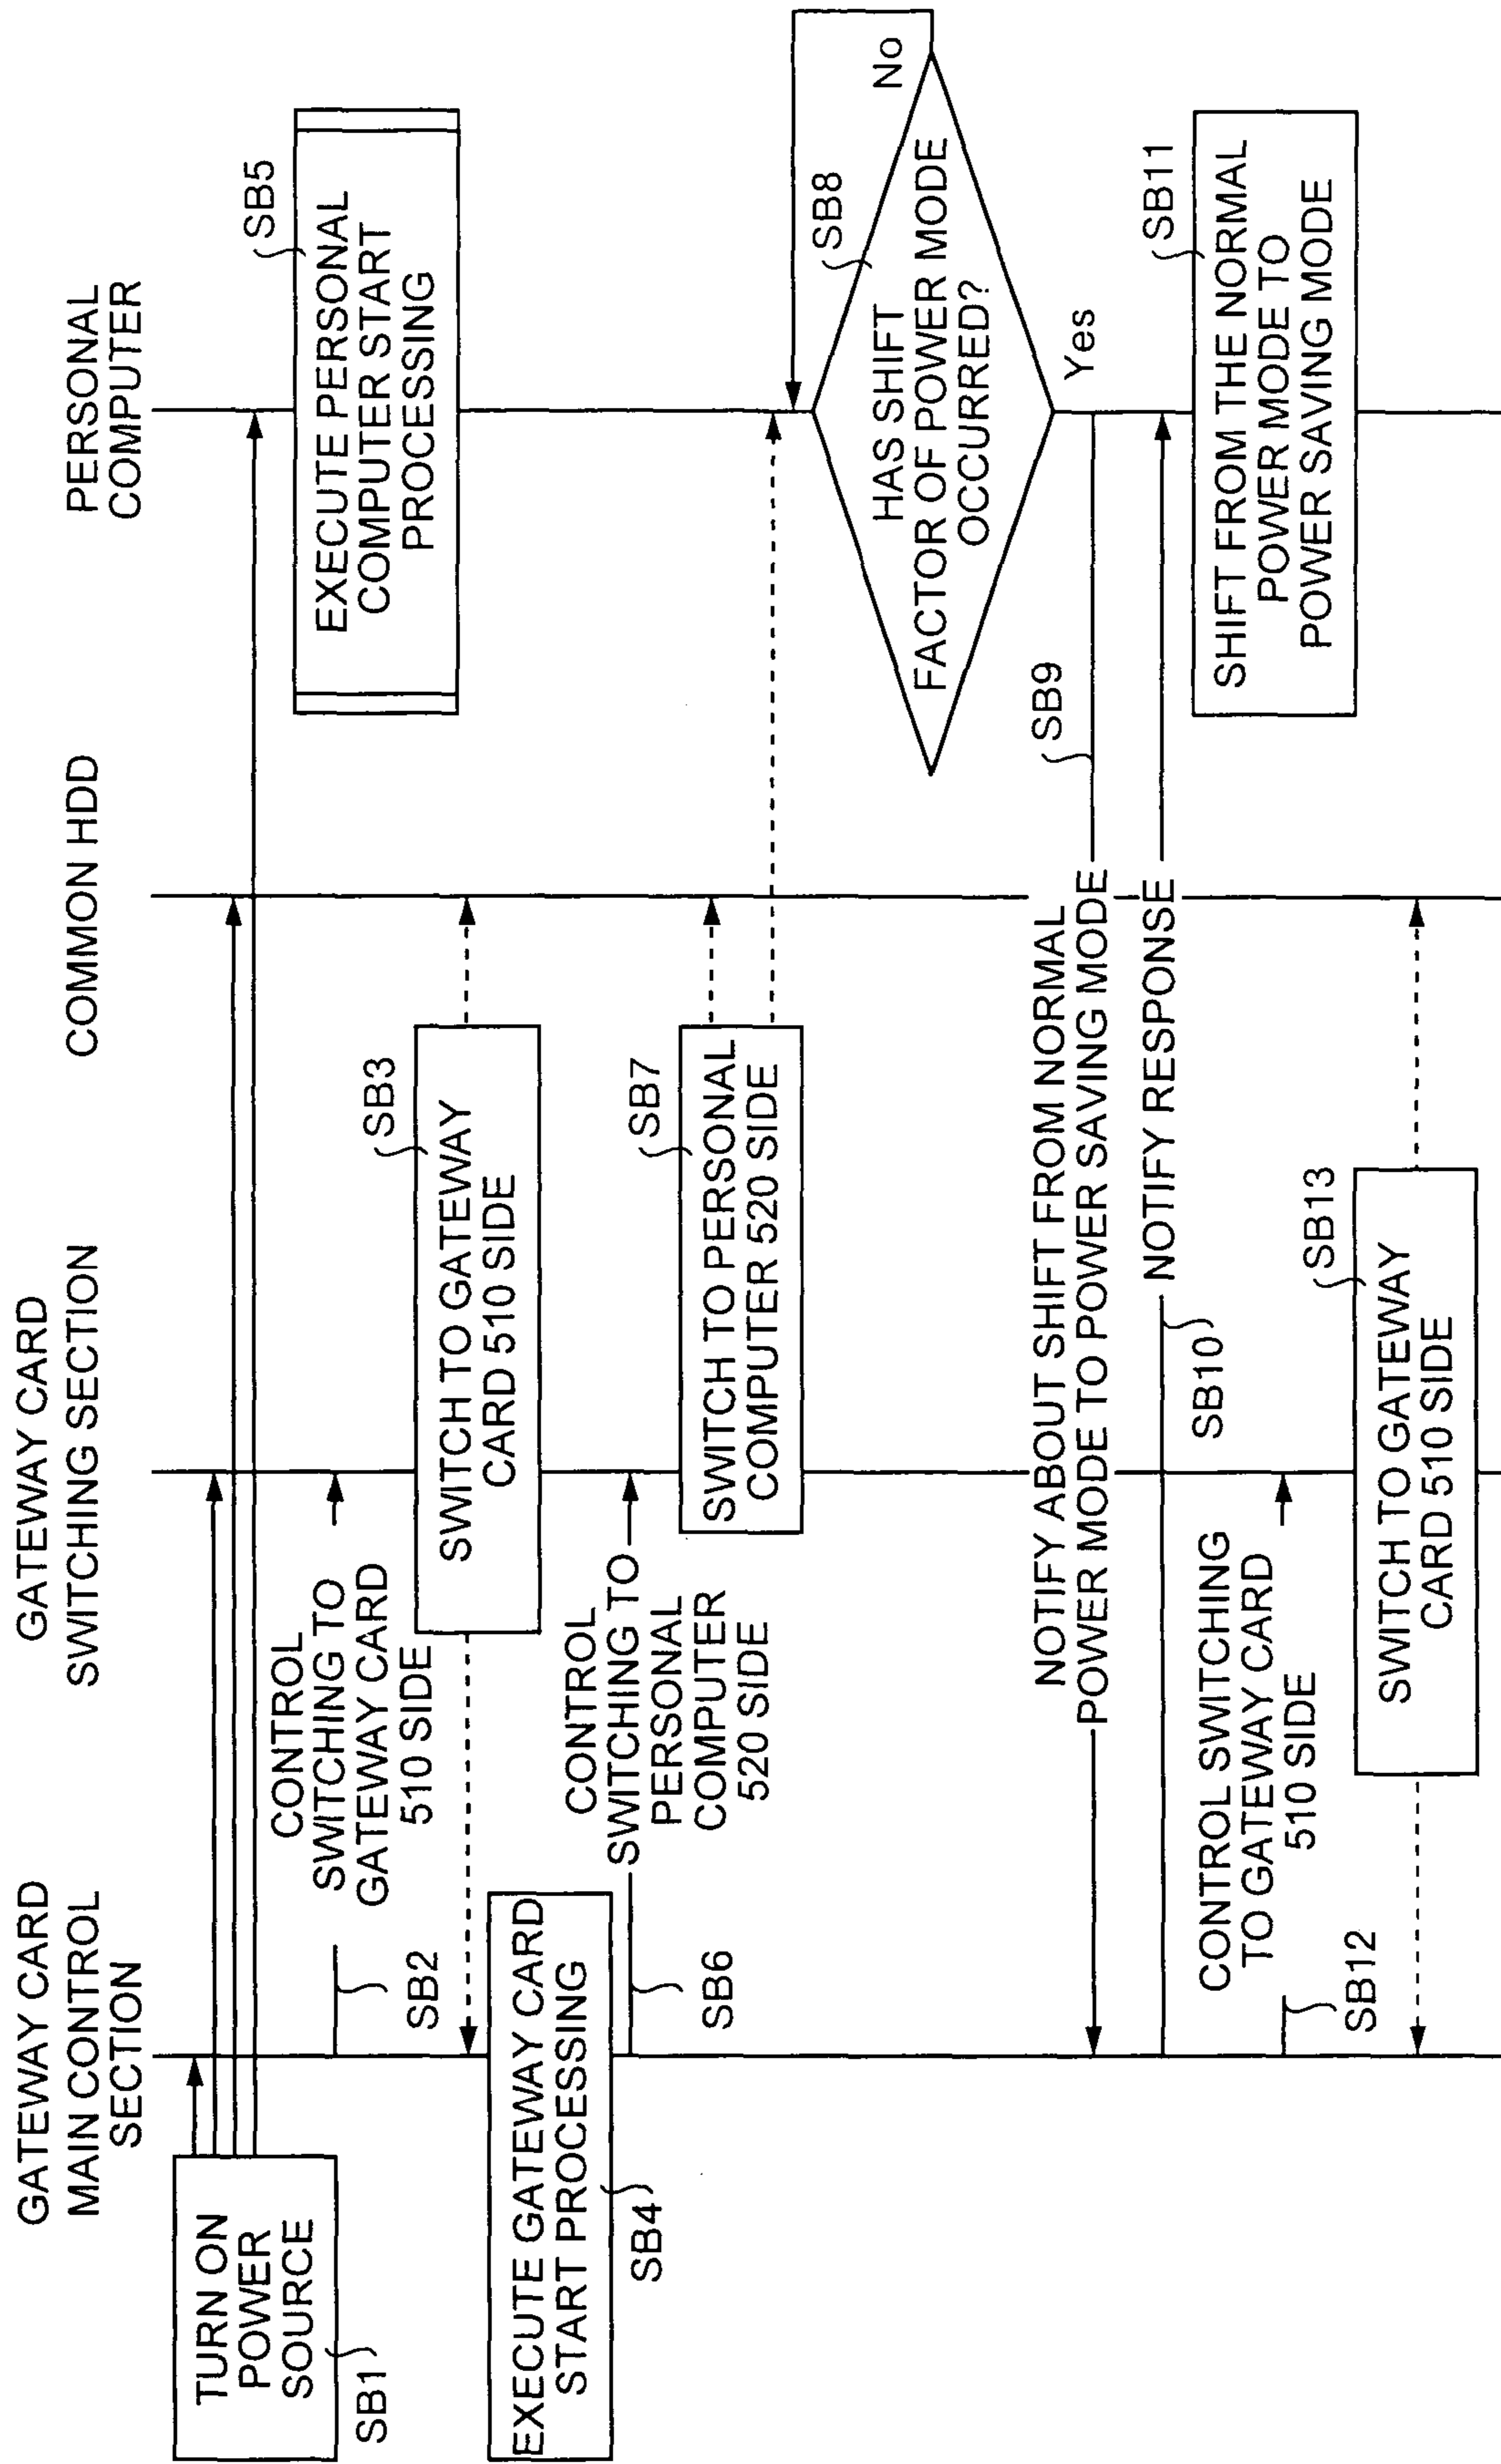 GATEWAY CARD
MAIN CONTROL
SECTION
GATEWAY CARD
SWITCHING SECTION
COMMON HDD
PERSONAL
COMPUTER
TURN ON
POWER
SOURCE
SB1
CONTROL
SWITCHING TO
GATEWAY CARD
510 SIDE
SB2
SB3
SWITCH TO GATEWAY
CARD 510 SIDE
EXECUTE GATEWAY CARD
START PROCESSING
SB4
SB5
EXECUTE PERSONAL
COMPUTER START
PROCESSING
CONTROL
SWITCHING TO
PERSONAL
COMPUTER
520 SIDE
SB6
SB7
SWITCH TO PERSONAL
COMPUTER 520 SIDE
SB8
No
HAS SHIFT
FACTOR OF POWER MODE
OCCURRED?
Yes
SB9
NOTIFY ABOUT SHIFT FROM NORMAL
POWER MODE TO POWER SAVING MODE
NOTIFY RESPONSE
SB10
SB11
SHIFT FROM THE NORMAL
POWER MODE TO
POWER SAVING MODE
CONTROL SWITCHING
TO GATEWAY CARD
510 SIDE
SB12
SB13
SWITCH TO GATEWAY
CARD 510 SIDE